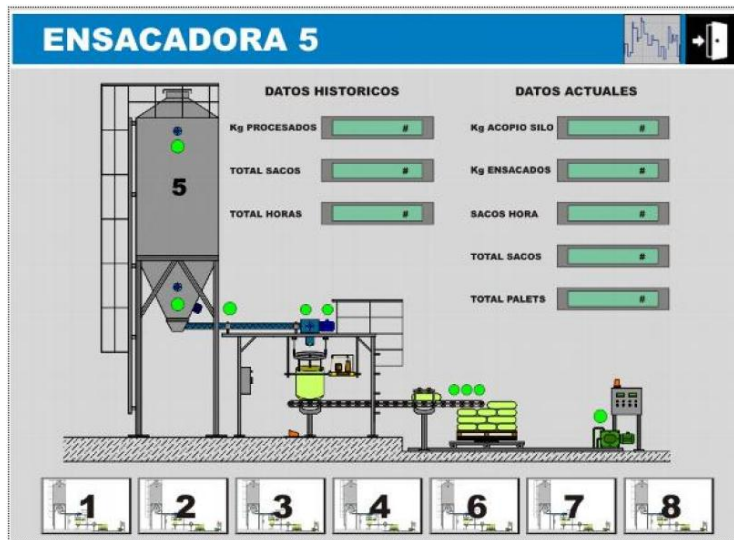 ENSACADORA 5
DATOS HISTORICOS
Kg PROCESADOS #
TOTAL SACOS #
TOTAL HORAS #
DATOS ACTUALES
Kg ACOPIO SILO #
Kg ENSACADOS #
SACOS HORA #
TOTAL SACOS #
TOTAL PALETS #
5
1 2 3 4 6 7 8